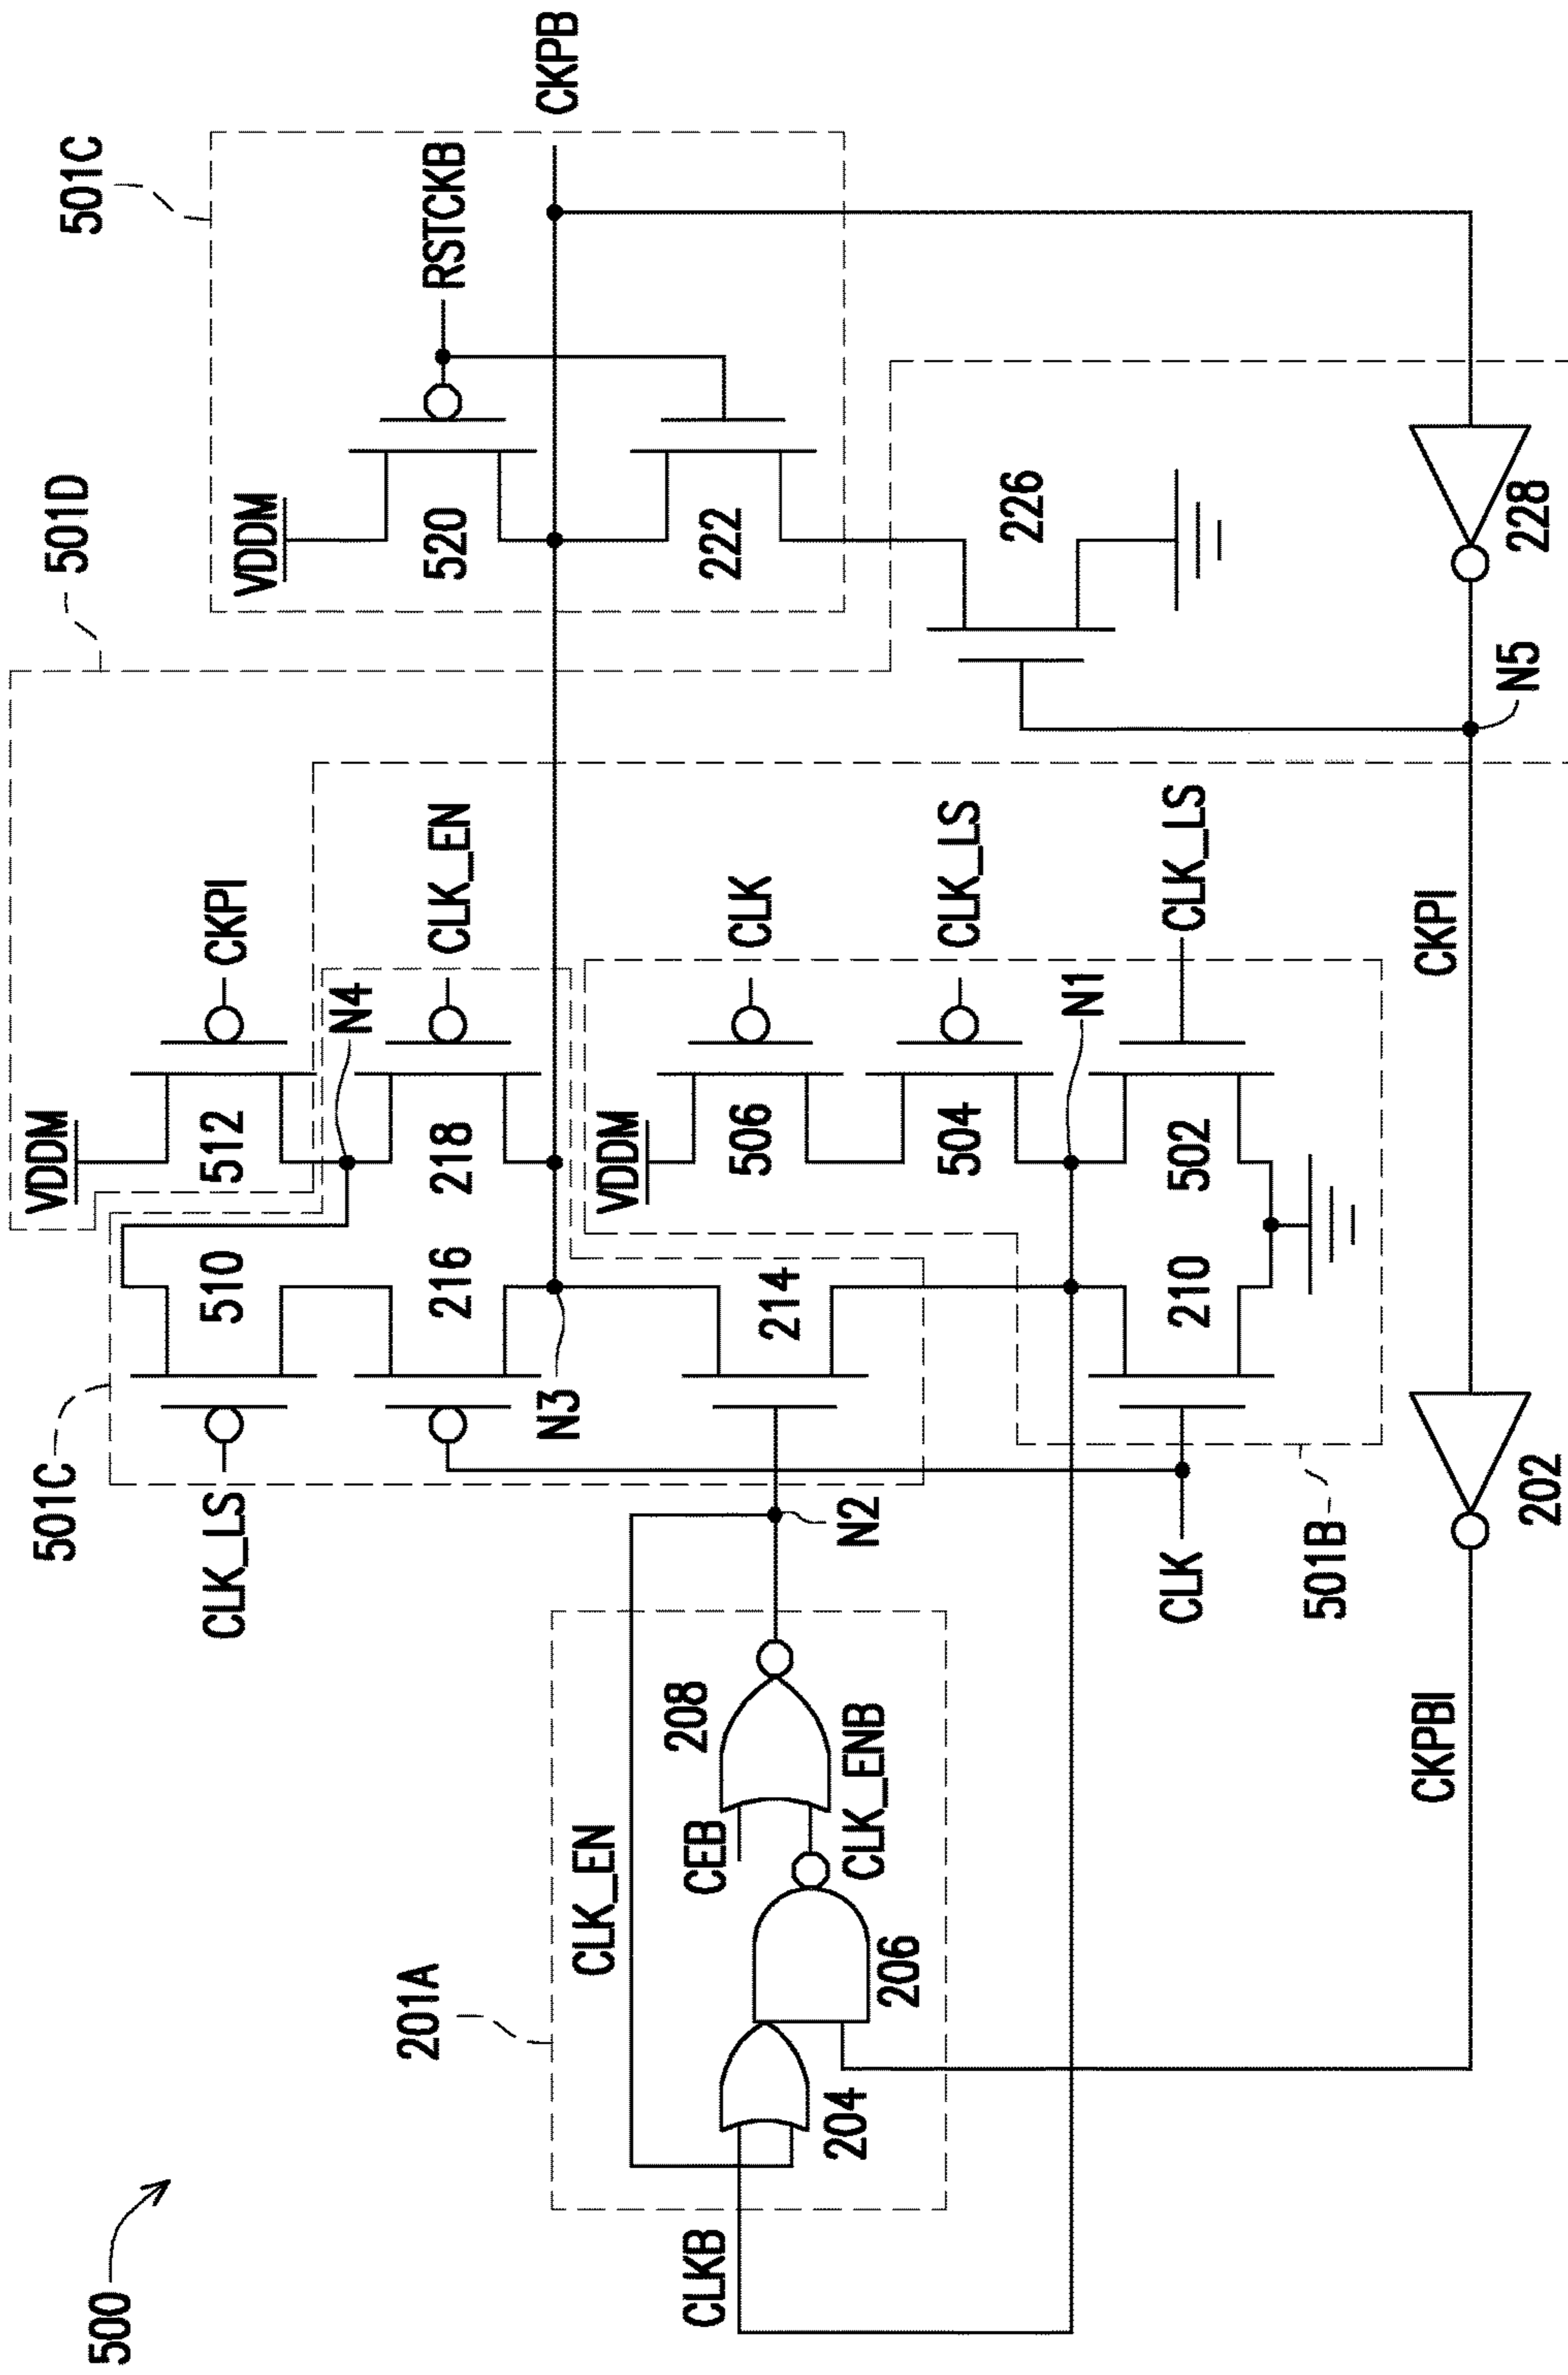 500
501D
501C
VDDM
CKPI
512
N4
510
CLK_LS
501C
VDDM
RSTCKB
520
CLK_EN
218
216
CKPB
N3
222
CLK_EN
201A
208
CEB
CLK_ENB
206
204
CLKB
N2
214
VDDM
CLK
506
CLK_LS
504
N1
226
CLK_LS
502
210
CLK
501B
CKPBI
202
CKPI
N5
228